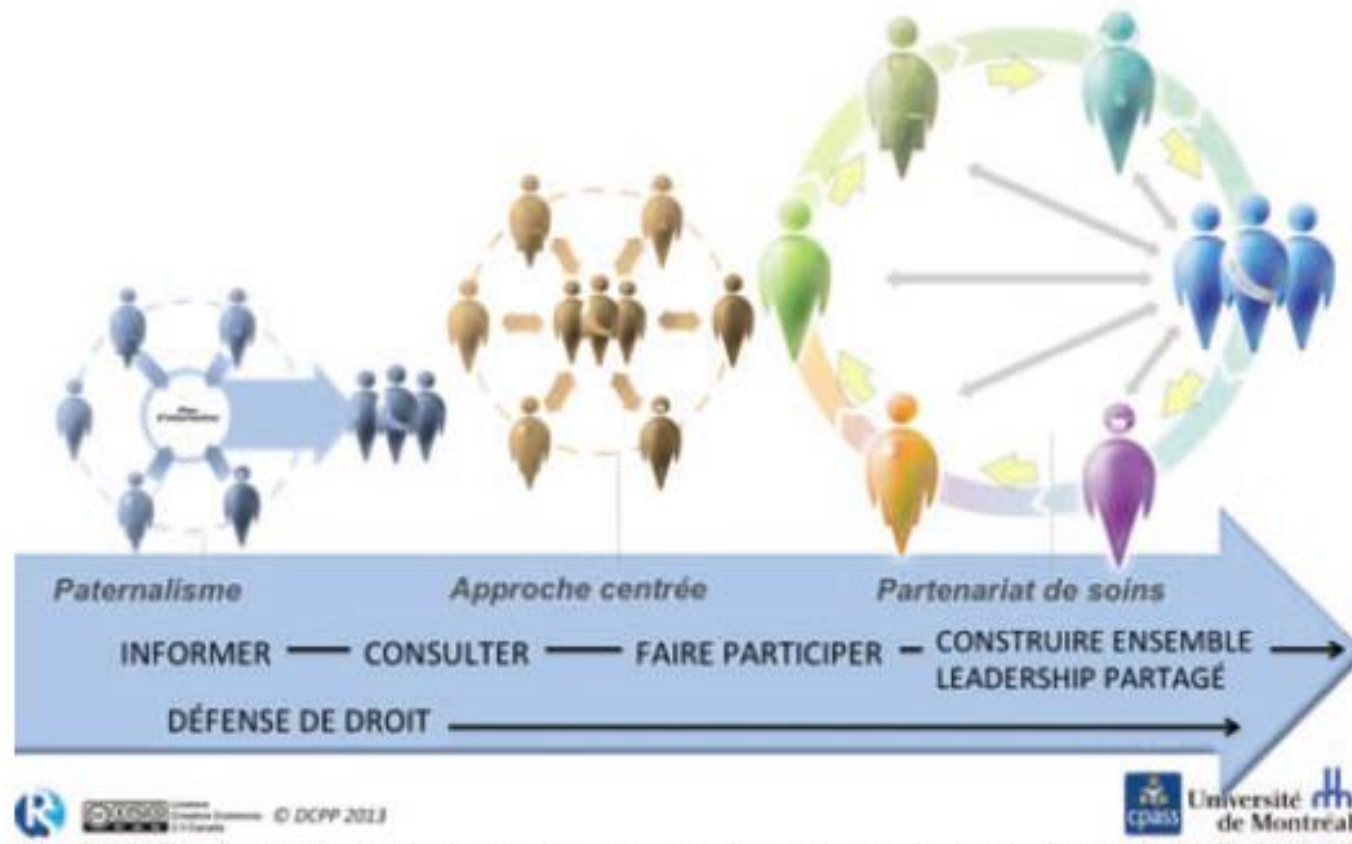 Paternalisme
Approche centrée
Partenariat de soins
INFORMER
CONSULTER
FAIRE PARTICIPER
CONSTRUIRE ENSEMBLE
LEADERSHIP PARTAGÉ
DÉFENSE DE DROIT
© DCPP 2013
cpass
Université
de Montréal